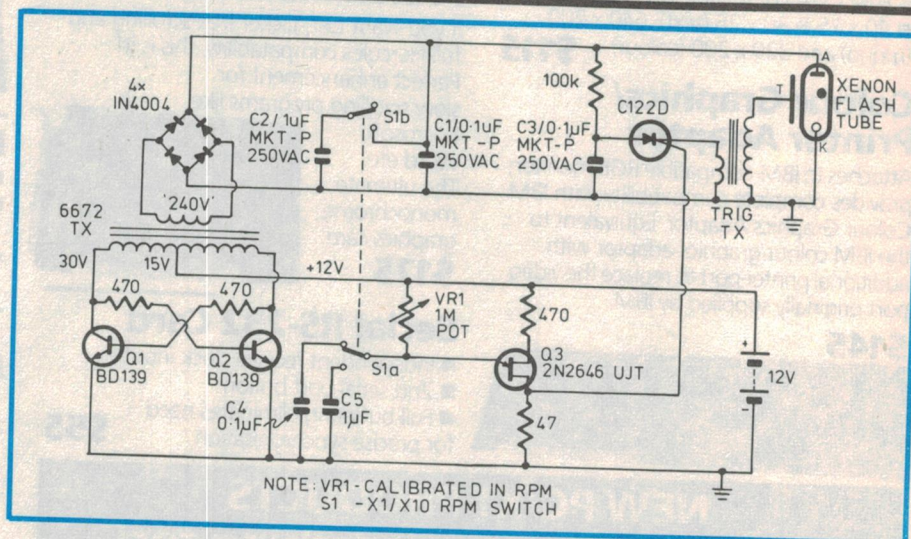 4x
IN4004
C2/1uF
MKT-P
250VAC
S1b
C1/0.1uF
MKT-P
250VAC
100k
C3/0.1µF
MKT-P
250VAC
C122D
T
A
K
XENON
FLASH
TUBE
TRIG
TX
'240V'
6672
TX
30V
15V
+12V
470
470
VR1
1M
POT
470
Q1
BD139
Q2
BD139
S1a
Q3
2N2646 UJT
+
12V
-
C4
0.1µF
C5
1µF
47
NOTE: VR1 - CALIBRATED IN RPM
S1 - X1/X10 RPM SWITCH